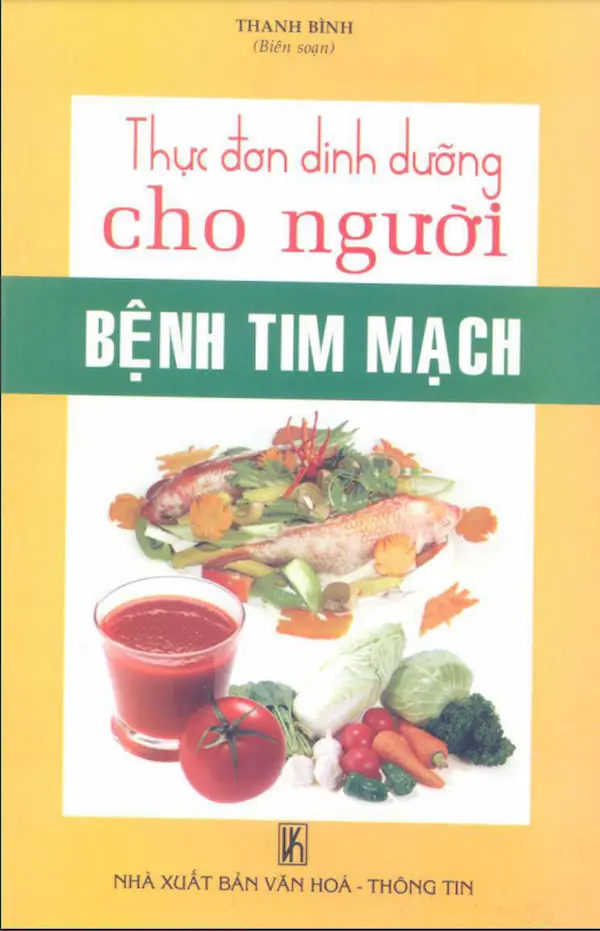 THANH BÌNH
(Biên soạn)
Thực đơn dinh dưỡng
cho người
BỆNH TIM MẠCH
NHÀ XUẤT BẢN VĂN HOÁ - THÔNG TIN